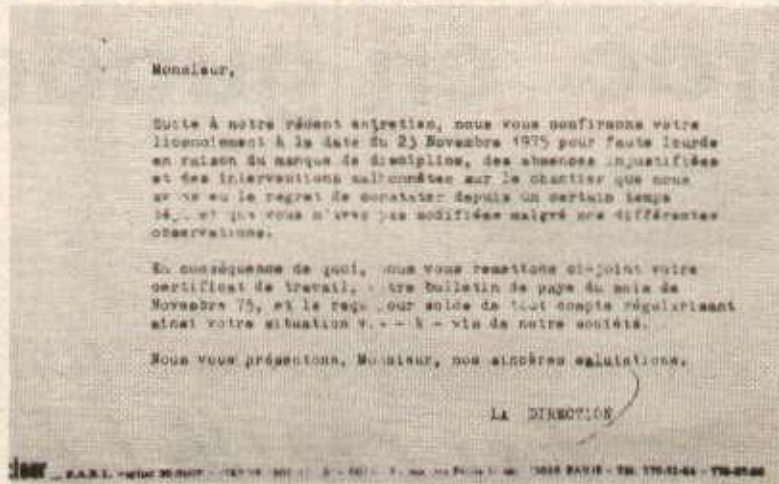 Monsieur,
Suite à notre récent entretien, nous vous confirmons votre
licenciement à la date du 23 Novembre 1975 pour faute lourde
en raison du manque de discipline, des absences injustifiées
et des interventions malhonnêtes sur le chantier que nous
avons eu le regret de constater depuis un certain temps
et que vous n'avez pas modifiées malgré nos différentes
observations.
En conséquence de quoi, nous vous remettons ci-joint votre
certificat de travail, votre bulletin de paye du mois de
Novembre 75, et le reçu pour solde de tout compte régularisant
ainsi votre situation vis - à - vis de notre société.
Nous vous présentons, Monsieur, nos sincères salutations.
LA DIRECTION
S.A.R.L. PARIS - Tél.